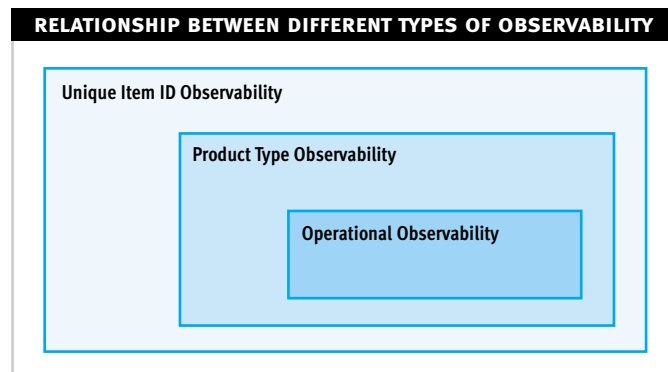 RELATIONSHIP BETWEEN DIFFERENT TYPES OF OBSERVABILITY
Unique Item ID Observability
Product Type Observability
Operational Observability